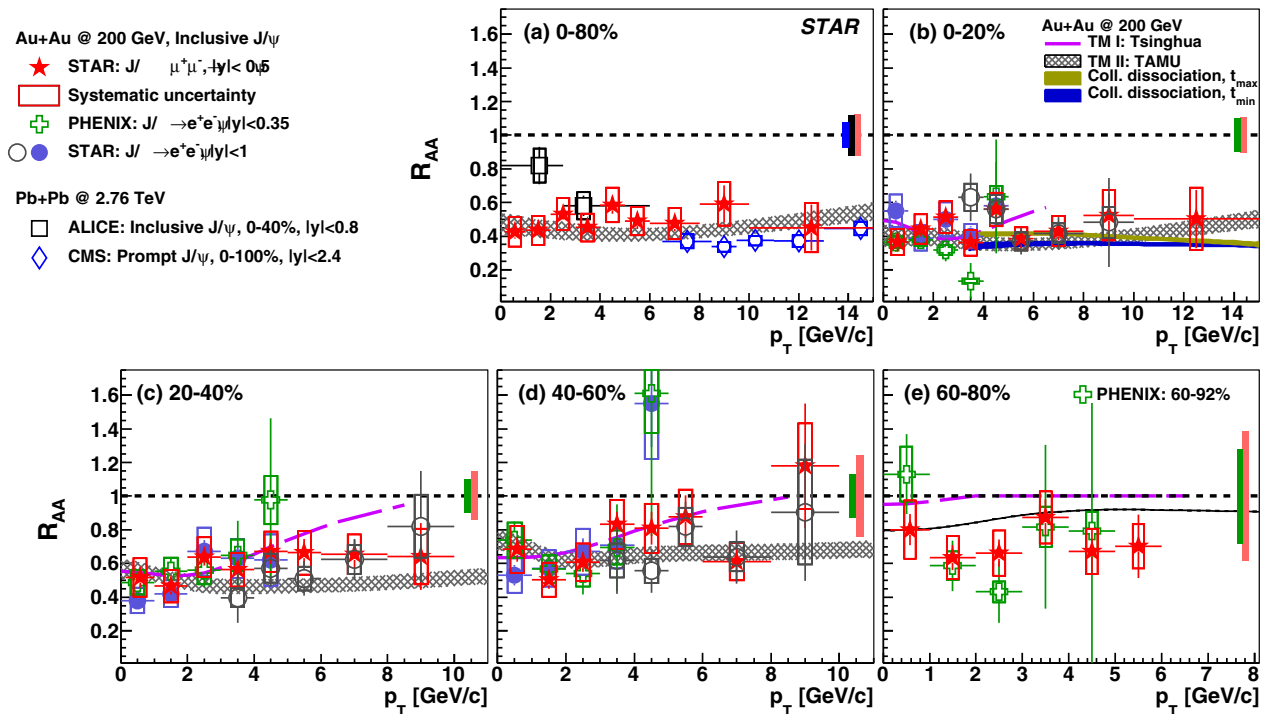 Au+Au @ 200 GeV, Inclusive J/ψ
STAR: J/
Systematic uncertainty
PHENIX: J/ →e⁺e⁻, |y|<0.35
STAR: J/ →e⁺e⁻, |y|<1
Pb+Pb @ 2.76 TeV
ALICE: Inclusive J/ψ, 0-40%, |y|<0.8
CMS: Prompt J/ψ, 0-100%, |y|<2.4
(a) 0-80%
STAR
R_AA
1.6
1.4
1.2
1
0.8
0.6
0.4
0.2
0 2 4 6 8 10 12 14
p_T [GeV/c]
(b) 0-20%
Au+Au @ 200 GeV
TM I: Tsinghua
TM II: TAMU
Coll. dissociation, t_max
Coll. dissociation, t_min
0 2 4 6 8 10 12 14
p_T [GeV/c]
(c) 20-40%
R_AA
1.6
1.4
1.2
1
0.8
0.6
0.4
0.2
0 2 4 6 8 10
p_T [GeV/c]
(d) 40-60%
0 2 4 6 8 10
p_T [GeV/c]
(e) 60-80%
PHENIX: 60-92%
0 1 2 3 4 5 6 7 8
p_T [GeV/c]